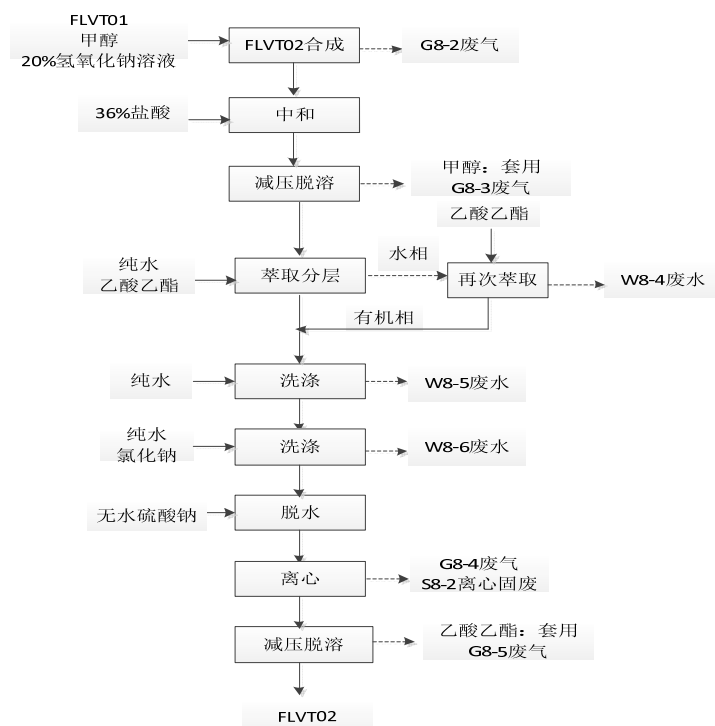 FLVT01
甲醇
20%氢氧化钠溶液
FLVT02合成
G8-2废气
36%盐酸
中和
减压脱溶
甲醇：套用
G8-3废气
乙酸乙酯
纯水
乙酸乙酯
萃取分层
水相
再次萃取
W8-4废水
有机相
纯水
洗涤
W8-5废水
纯水
氯化钠
洗涤
W8-6废水
无水硫酸钠
脱水
离心
G8-4废气
S8-2离心固废
减压脱溶
乙酸乙酯：套用
G8-5废气
FLVT02